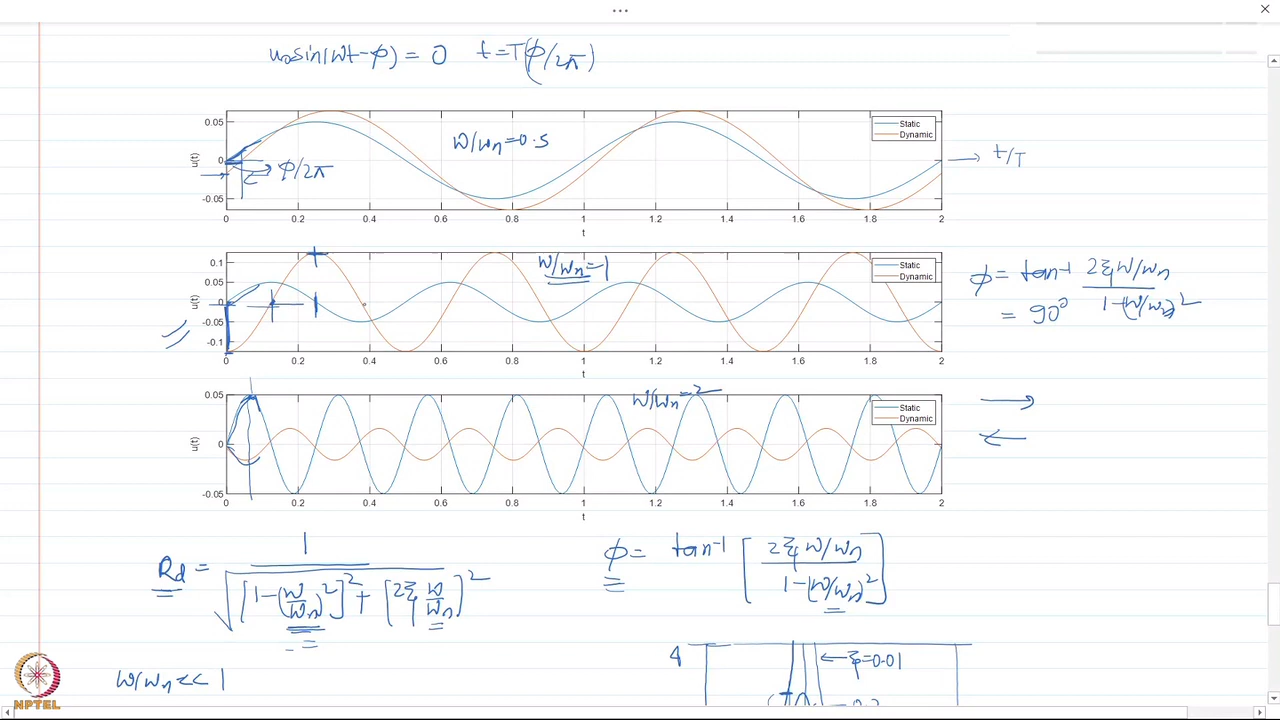 u₀sin(ωt-ϕ) = 0 t=T(ϕ/2π)
0.05
0
-0.05
u(t)
ω/ωn=0.5
ϕ/2π
Static
Dynamic
t/T
0 0.2 0.4 0.6 0.8 1 1.2 1.4 1.6 1.8 2
t
0.1
0.05
0
-0.05
-0.1
u(t)
ω/ωn=1
Static
Dynamic
ϕ= tan-1 2ξω/ωn / 1-(ω/ωn)2
= 90°
0 0.2 0.4 0.6 0.8 1 1.2 1.4 1.6 1.8 2
t
0.05
0
-0.05
u(t)
ω/ωn=2
Static
Dynamic
0 0.2 0.4 0.6 0.8 1 1.2 1.4 1.6 1.8 2
t
Rd = 1 / √[1-(ω/ωn)2]2+[2ξ ω/ωn]2
ϕ= tan-1 [2ξω/ωn / 1-(ω/ωn)2]
ω/ωn<<1
4
ξ=0.01
NPTEL